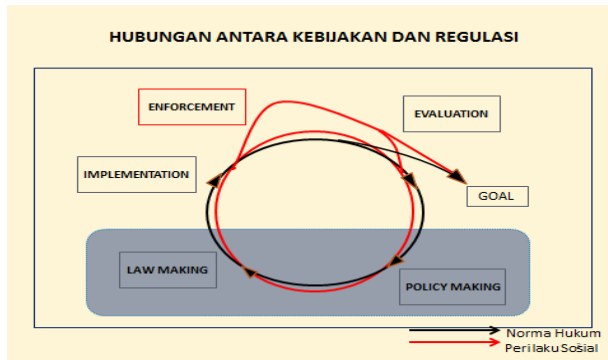 HUBUNGAN ANTARA KEBIJAKAN DAN REGULASI
ENFORCEMENT
EVALUATION
IMPLEMENTATION
GOAL
LAW MAKING
POLICY MAKING
Norma Hukum
Perilaku Sosial